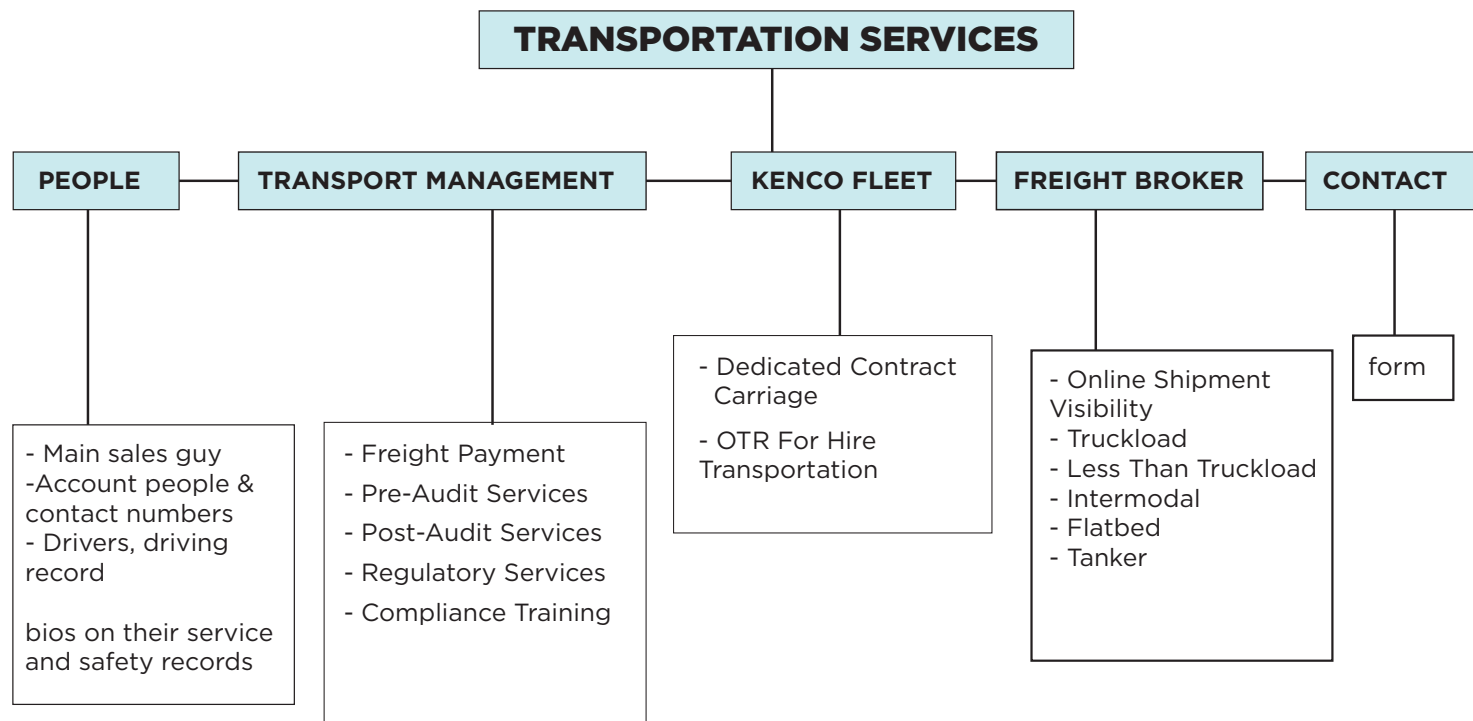 TRANSPORTATION SERVICES
PEOPLE
TRANSPORT MANAGEMENT
KENCO FLEET
FREIGHT BROKER
CONTACT
- Main sales guy
-Account people &
contact numbers
- Drivers, driving
record
bios on their service
and safety records
- Freight Payment
- Pre-Audit Services
- Post-Audit Services
- Regulatory Services
- Compliance Training
- Dedicated Contract
Carriage
- OTR For Hire
Transportation
- Online Shipment
Visibility
- Truckload
- Less Than Truckload
- Intermodal
- Flatbed
- Tanker
form